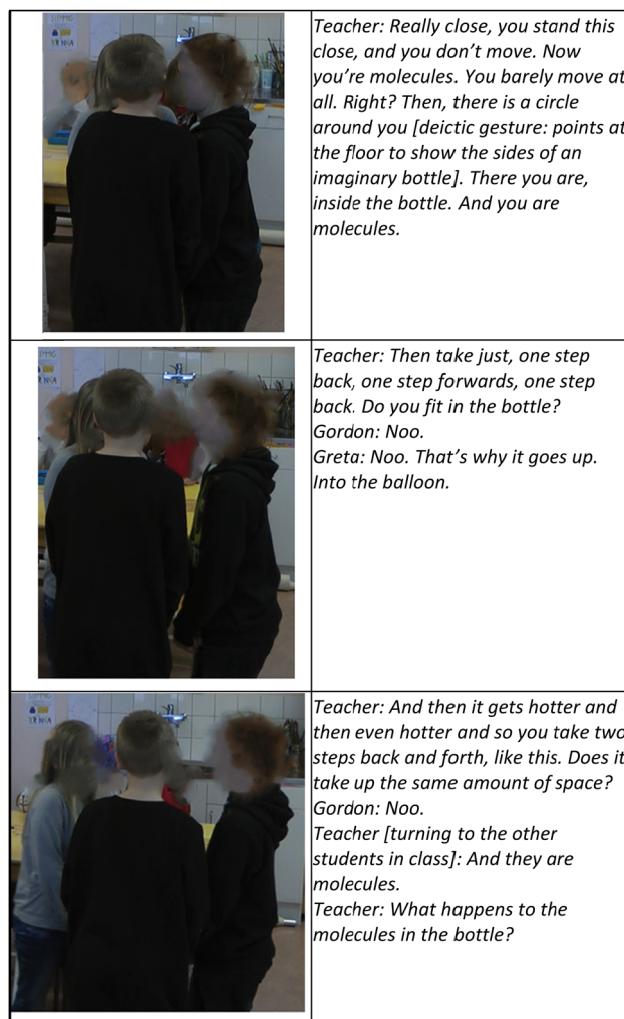 Teacher: Really close, you stand this
close, and you don't move. Now
you're molecules. You barely move at
all. Right? Then, there is a circle
around you [deictic gesture: points at
the floor to show the sides of an
imaginary bottle]. There you are,
inside the bottle. And you are
molecules.
Teacher: Then take just, one step
back, one step forwards, one step
back. Do you fit in the bottle?
Gordon: Noo.
Greta: Noo. That's why it goes up.
Into the balloon.
Teacher: And then it gets hotter and
then even hotter and so you take two
steps back and forth, like this. Does it
take up the same amount of space?
Gordon: Noo.
Teacher [turning to the other
students in class]: And they are
molecules.
Teacher: What happens to the
molecules in the bottle?